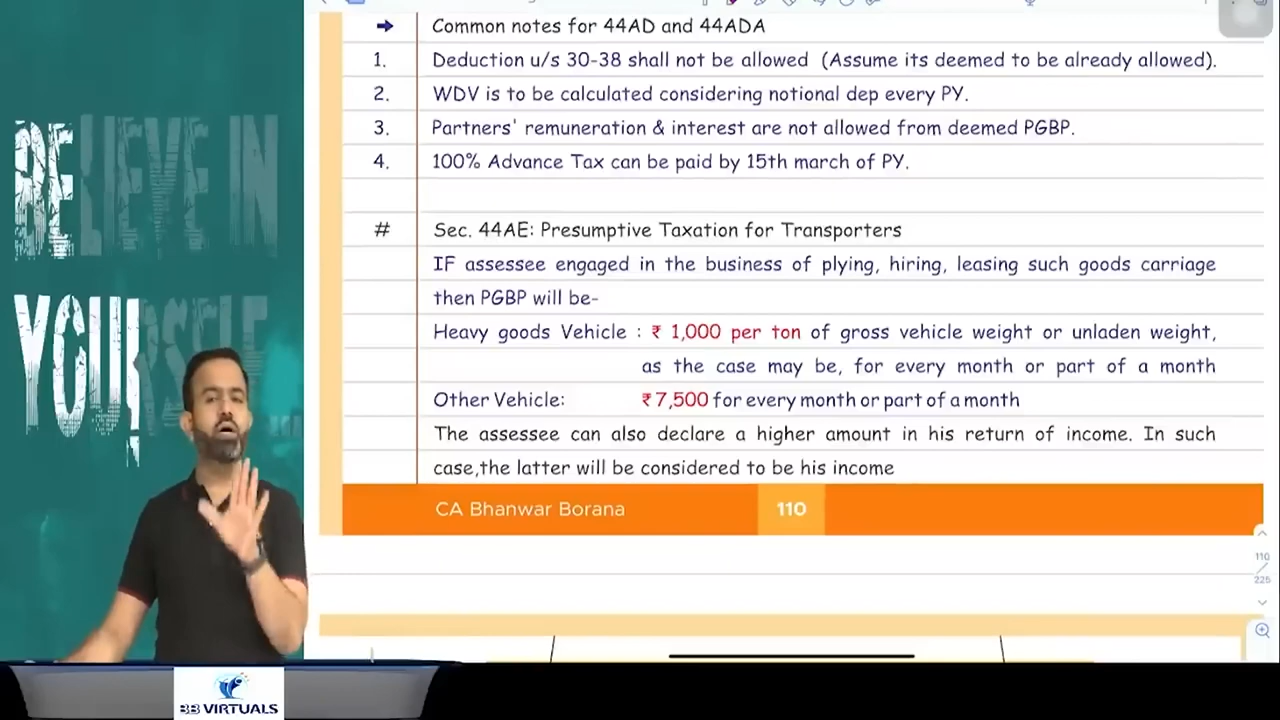 BELIEVE IN
YOURSELF
➔ Common notes for 44AD and 44ADA
1. Deduction u/s 30-38 shall not be allowed (Assume its deemed to be already allowed).
2. WDV is to be calculated considering notional dep every PY.
3. Partners' remuneration & interest are not allowed from deemed PGBP.
4. 100% Advance Tax can be paid by 15th march of PY.
# Sec. 44AE: Presumptive Taxation for Transporters
IF assessee engaged in the business of plying, hiring, leasing such goods carriage
then PGBP will be-
Heavy goods Vehicle : ₹ 1,000 per ton of gross vehicle weight or unladen weight,
as the case may be, for every month or part of a month
Other Vehicle: ₹ 7,500 for every month or part of a month
The assessee can also declare a higher amount in his return of income. In such
case,the latter will be considered to be his income
CA Bhanwar Borana 110
110
/
225
BB VIRTUALS